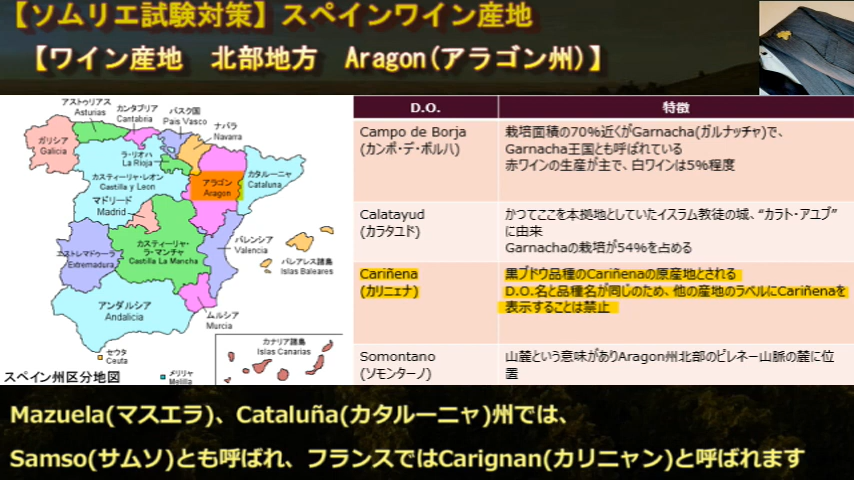 【ソムリエ試験対策】スペインワイン産地
【ワイン産地　北部地方　Aragon(アラゴン州)】
アストゥリアス
Asturias
カンタブリア
Cantabria
バスク国
Pais Vasco
ナバラ
Navarra
ガリシア
Galicia
ラ・リオハ
La Rioja
カスティーリャ・レオン
Castilla y Leon
アラゴン
Aragon
カタルーニャ
Cataluna
マドリード
Madrid
エストレマドゥーラ
Extremadura
カスティーリャ・
ラ・マンチャ
Castilla La Mancha
バレンシア
Valencia
バレアレス諸島
Islas Baleares
アンダルシア
Andalicia
ムルシア
Murcia
セウタ
Ceuta
メリリャ
Melilla
カナリア諸島
Islas Canarias
スペイン州区分地図
D.O.
特徴
Campo de Borja
(カンポ・デ・ボルハ)
栽培面積の70%近くがGarnacha(ガルナッチャ)で、
Garnacha王国とも呼ばれている
赤ワインの生産が主で、白ワインは5%程度
Calatayud
(カラタユド)
かつてここを本拠地としていたイスラム教徒の城、“カラト・アユブ”
に由来
Garnachaの栽培が54%を占める
Cariñena
(カリニェナ)
黒ブドウ品種のCariñenaの原産地とされる
D.O.名と品種名が同じのため、他の産地のラベルにCariñenaを
表示することは禁止
Somontano
(ソモンターノ)
山麓という意味がありAragon州北部のピレネー山脈の麓に位
置
Mazuela(マスエラ)、Cataluña(カタルーニャ)州では、
Samso(サムソ)とも呼ばれ、フランスではCarignan(カリニャン)と呼ばれます